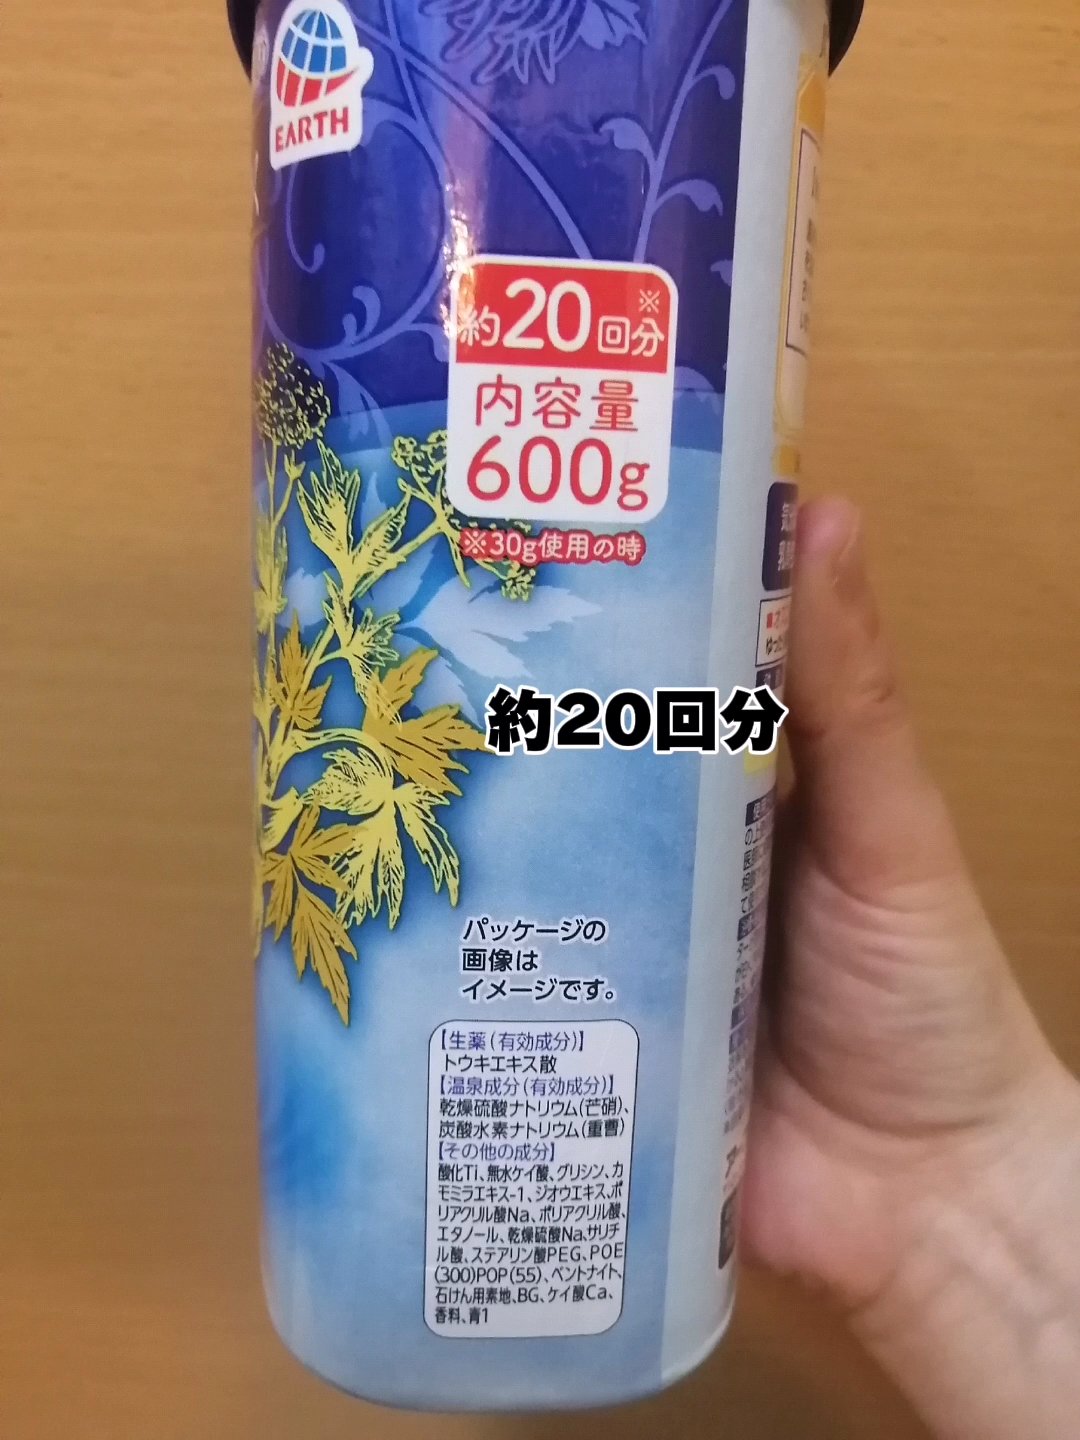 EARTH
約20回分※
内容量
600g
※30g使用の時
約20回分
パッケージの
画像は
イメージです。
【生薬(有効成分)】
トウキエキス散
【温泉成分(有効成分)】
乾燥硫酸ナトリウム(芒硝)、
炭酸水素ナトリウム(重曹)
【その他の成分】
酸化Ti、無水ケイ酸、グリシン、カ
モミラエキス-1、ジオウエキス、ポ
リアクリル酸Na、ポリアクリル酸、
エタノール、乾燥硫酸Na、サリチ
ル酸、ステアリン酸PEG、POE
(300)POP(55)、ベントナイト、
石けん用素地、BG、ケイ酸Ca、
香料、青1